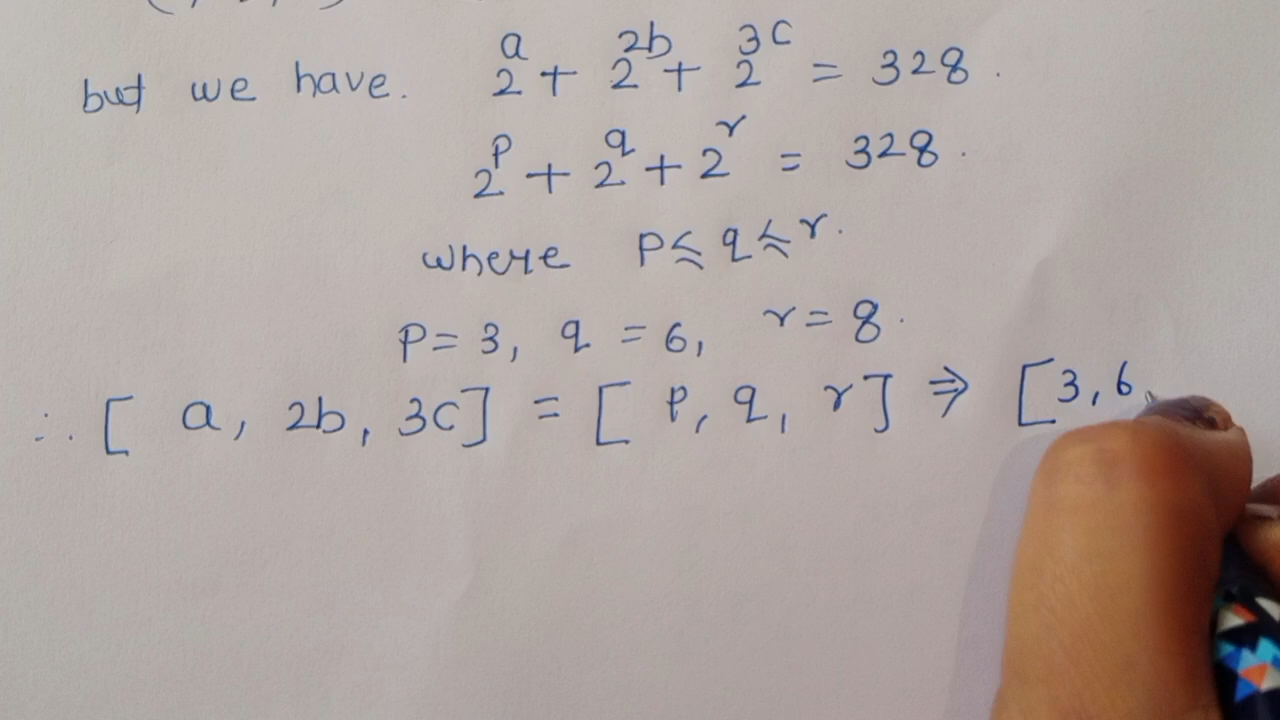 but we have. 2^a + 2^2b + 2^3c = 328.
2^p + 2^q + 2^r = 328.
where p ≤ q ≤ r.
p = 3, q = 6, r = 8.
∴ [ a, 2b, 3c] = [ p, q, r] ⇒ [3, 6,